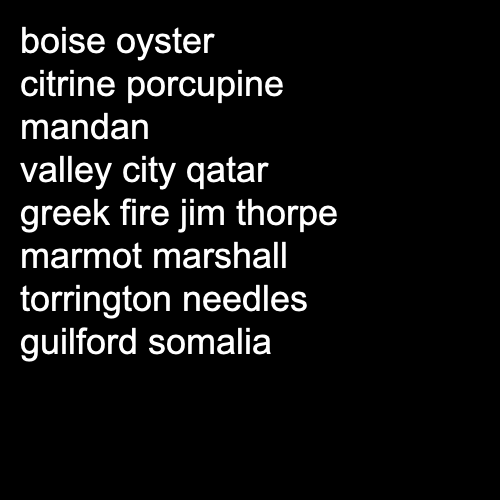 boise oyster
citrine porcupine
mandan
valley city qatar
greek fire jim thorpe
marmot marshall
torrington needles
guilford somalia